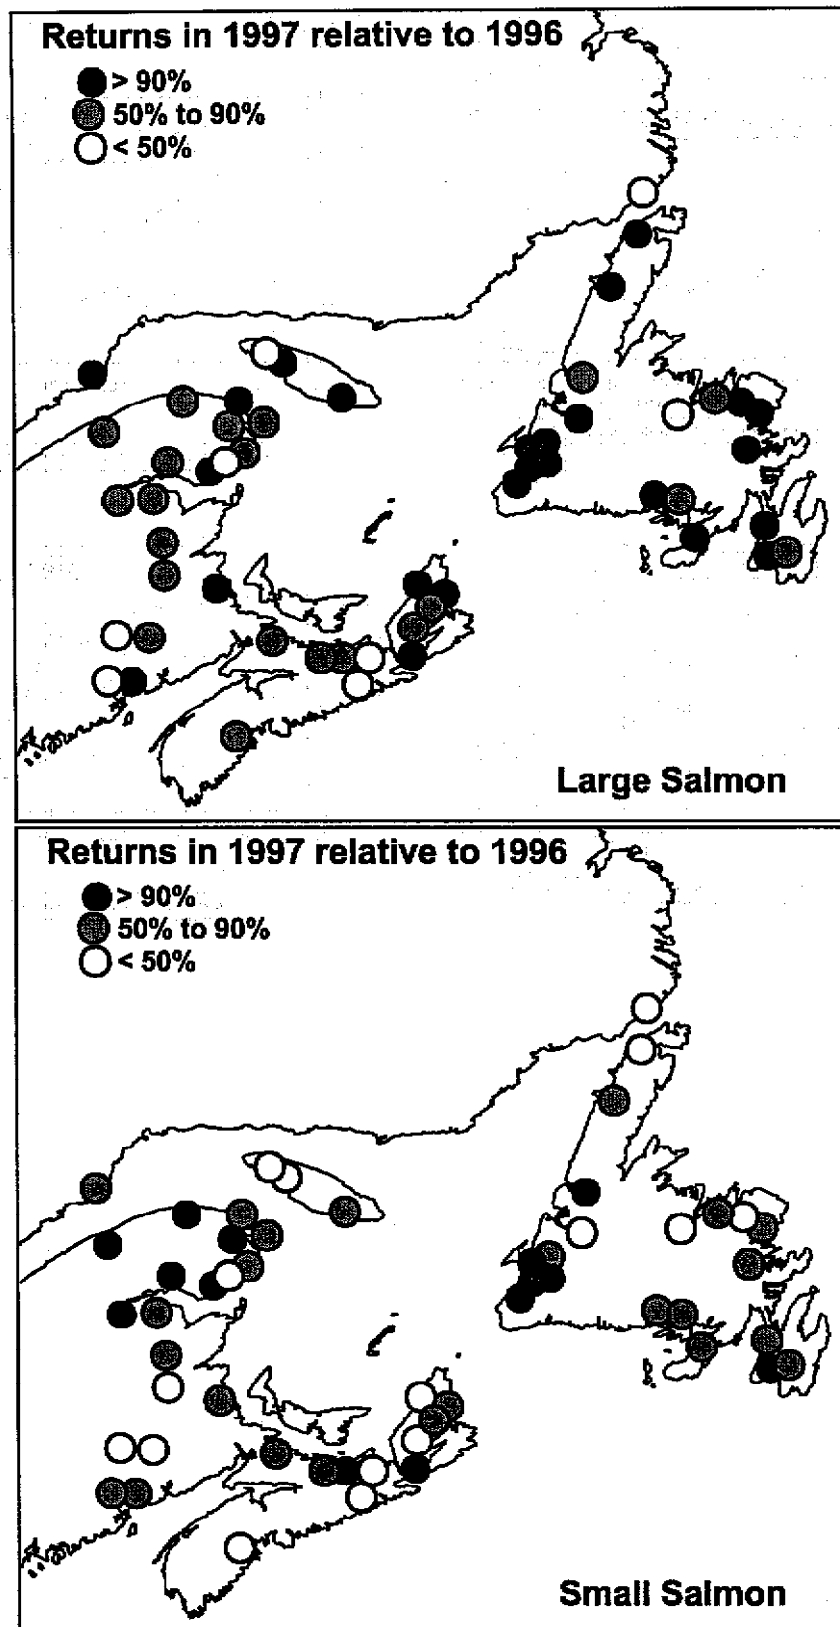 Returns in 1997 relative to 1996
> 90%
50% to 90%
< 50%
Large Salmon
Returns in 1997 relative to 1996
> 90%
50% to 90%
< 50%
Small Salmon